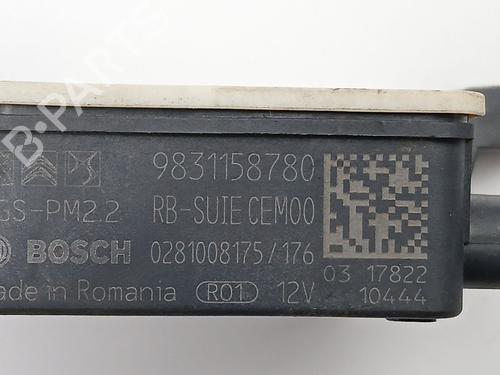 B-PARTS
9831158780
GS-PM2.2 RB-SUIE CEM00
BOSCH 0281008175/176
ade in Romania R01 12V
03 17822
10444